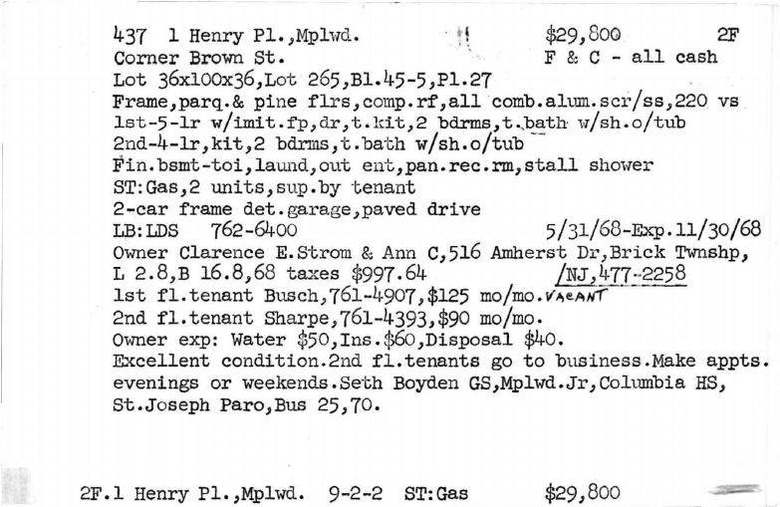 437 1 Henry Pl.,Mplwd. $29,800 2F
Corner Brown St. F & C - all cash
Lot 36x100x36,Lot 265,Bl.45-5,Pl.27
Frame,parq.& pine flrs,comp.rf,all comb.alum.scr/ss,220 vs
1st-5-lr w/imit.fp,dr,t.kit,2 bdrms,t.bath w/sh.o/tub
2nd-4-lr,kit,2 bdrms,t.bath w/sh.o/tub
Fin.bsmt-toi,laund,out ent,pan.rec.rm,stall shower
ST:Gas,2 units,sup.by tenant
2-car frame det.garage,paved drive
LB:LDS 762-6400 5/31/68-Exp.11/30/68
Owner Clarence E.Strom & Ann C,516 Amherst Dr,Brick Twnshp,
L 2.8,B 16.8,68 taxes $997.64 /NJ,477-2258
1st fl.tenant Busch,761-4907,$125 mo/mo.VACANT
2nd fl.tenant Sharpe,761-4393,$90 mo/mo.
Owner exp: Water $50,Ins.$60,Disposal $40.
Excellent condition.2nd fl.tenants go to business.Make appts.
evenings or weekends.Seth Boyden GS,Mplwd.Jr,Columbia HS,
St.Joseph Paro,Bus 25,70.
2F.1 Henry Pl.,Mplwd. 9-2-2 ST:Gas $29,800